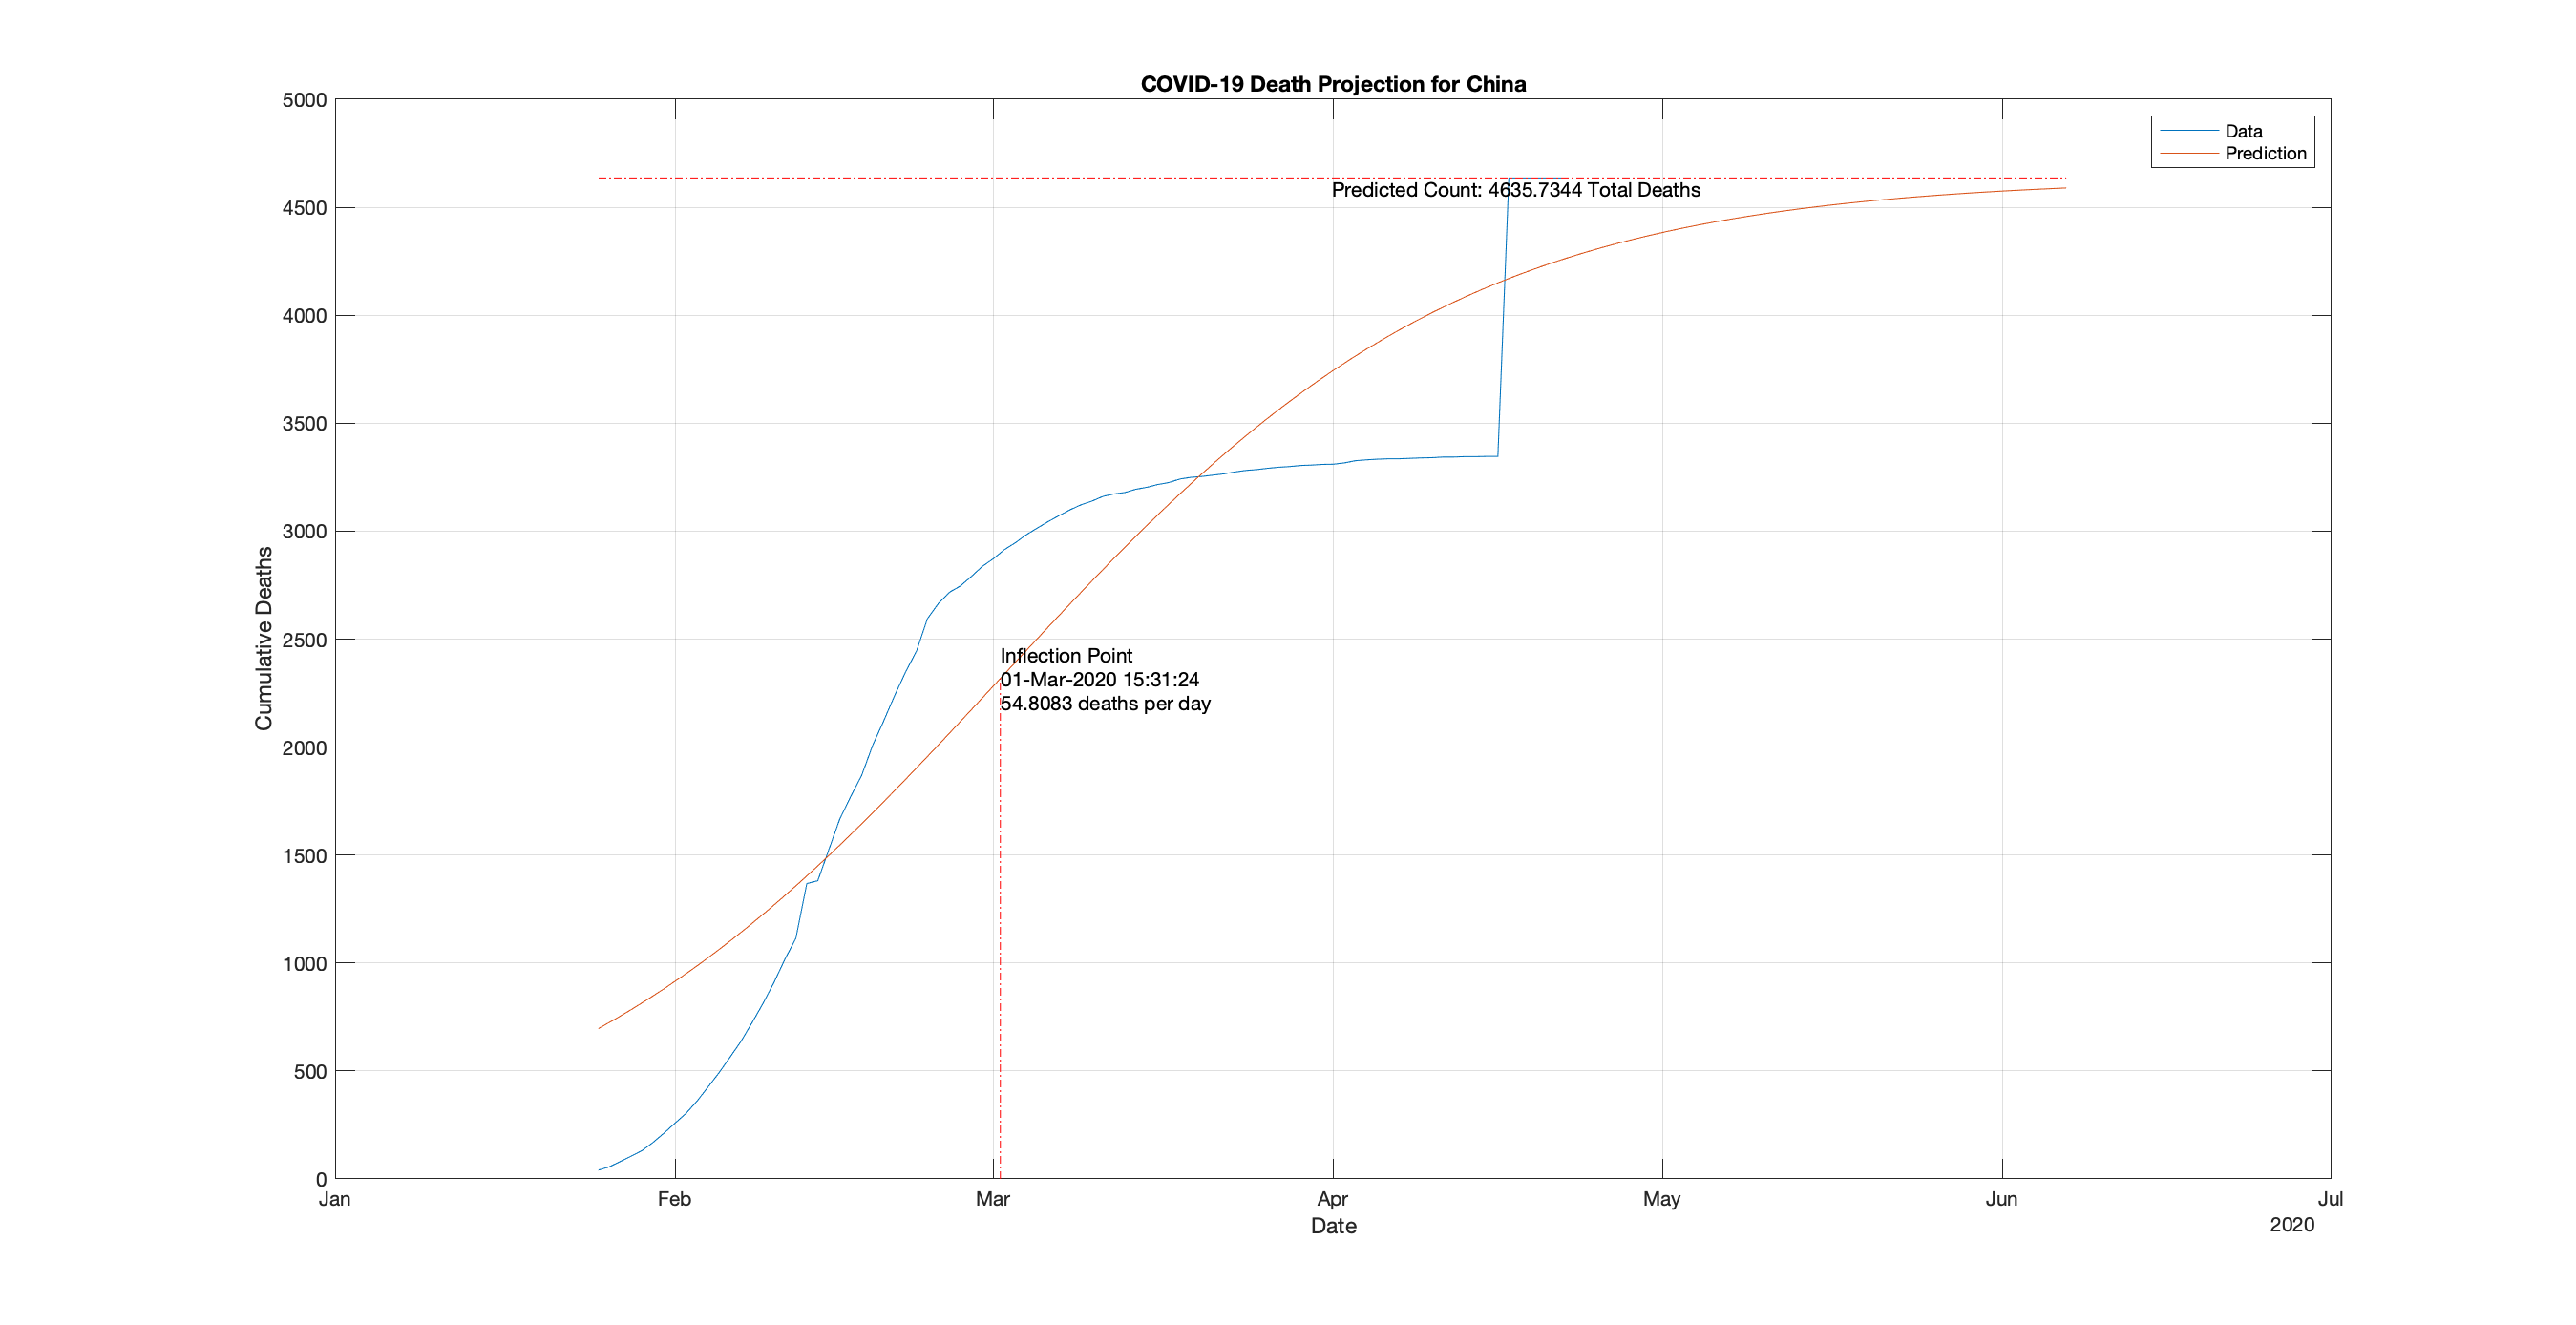 COVID-19 Death Projection for China
5000
4500
4000
3500
3000
2500
2000
1500
1000
500
0
Cumulative Deaths
Data
Prediction
Predicted Count: 4635.7344 Total Deaths
Inflection Point
01-Mar-2020 15:31:24
54.8083 deaths per day
Jan Feb Mar Apr May Jun Jul
Date
2020